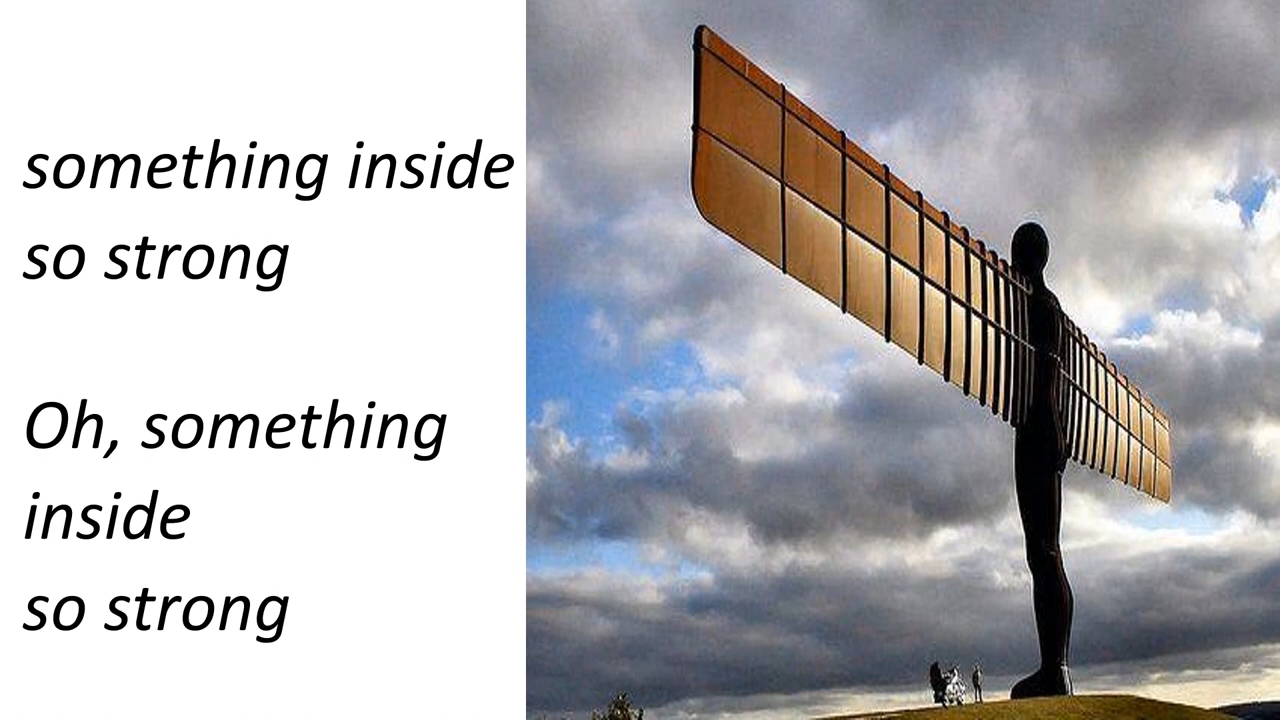 something inside
so strong
Oh, something
inside
so strong